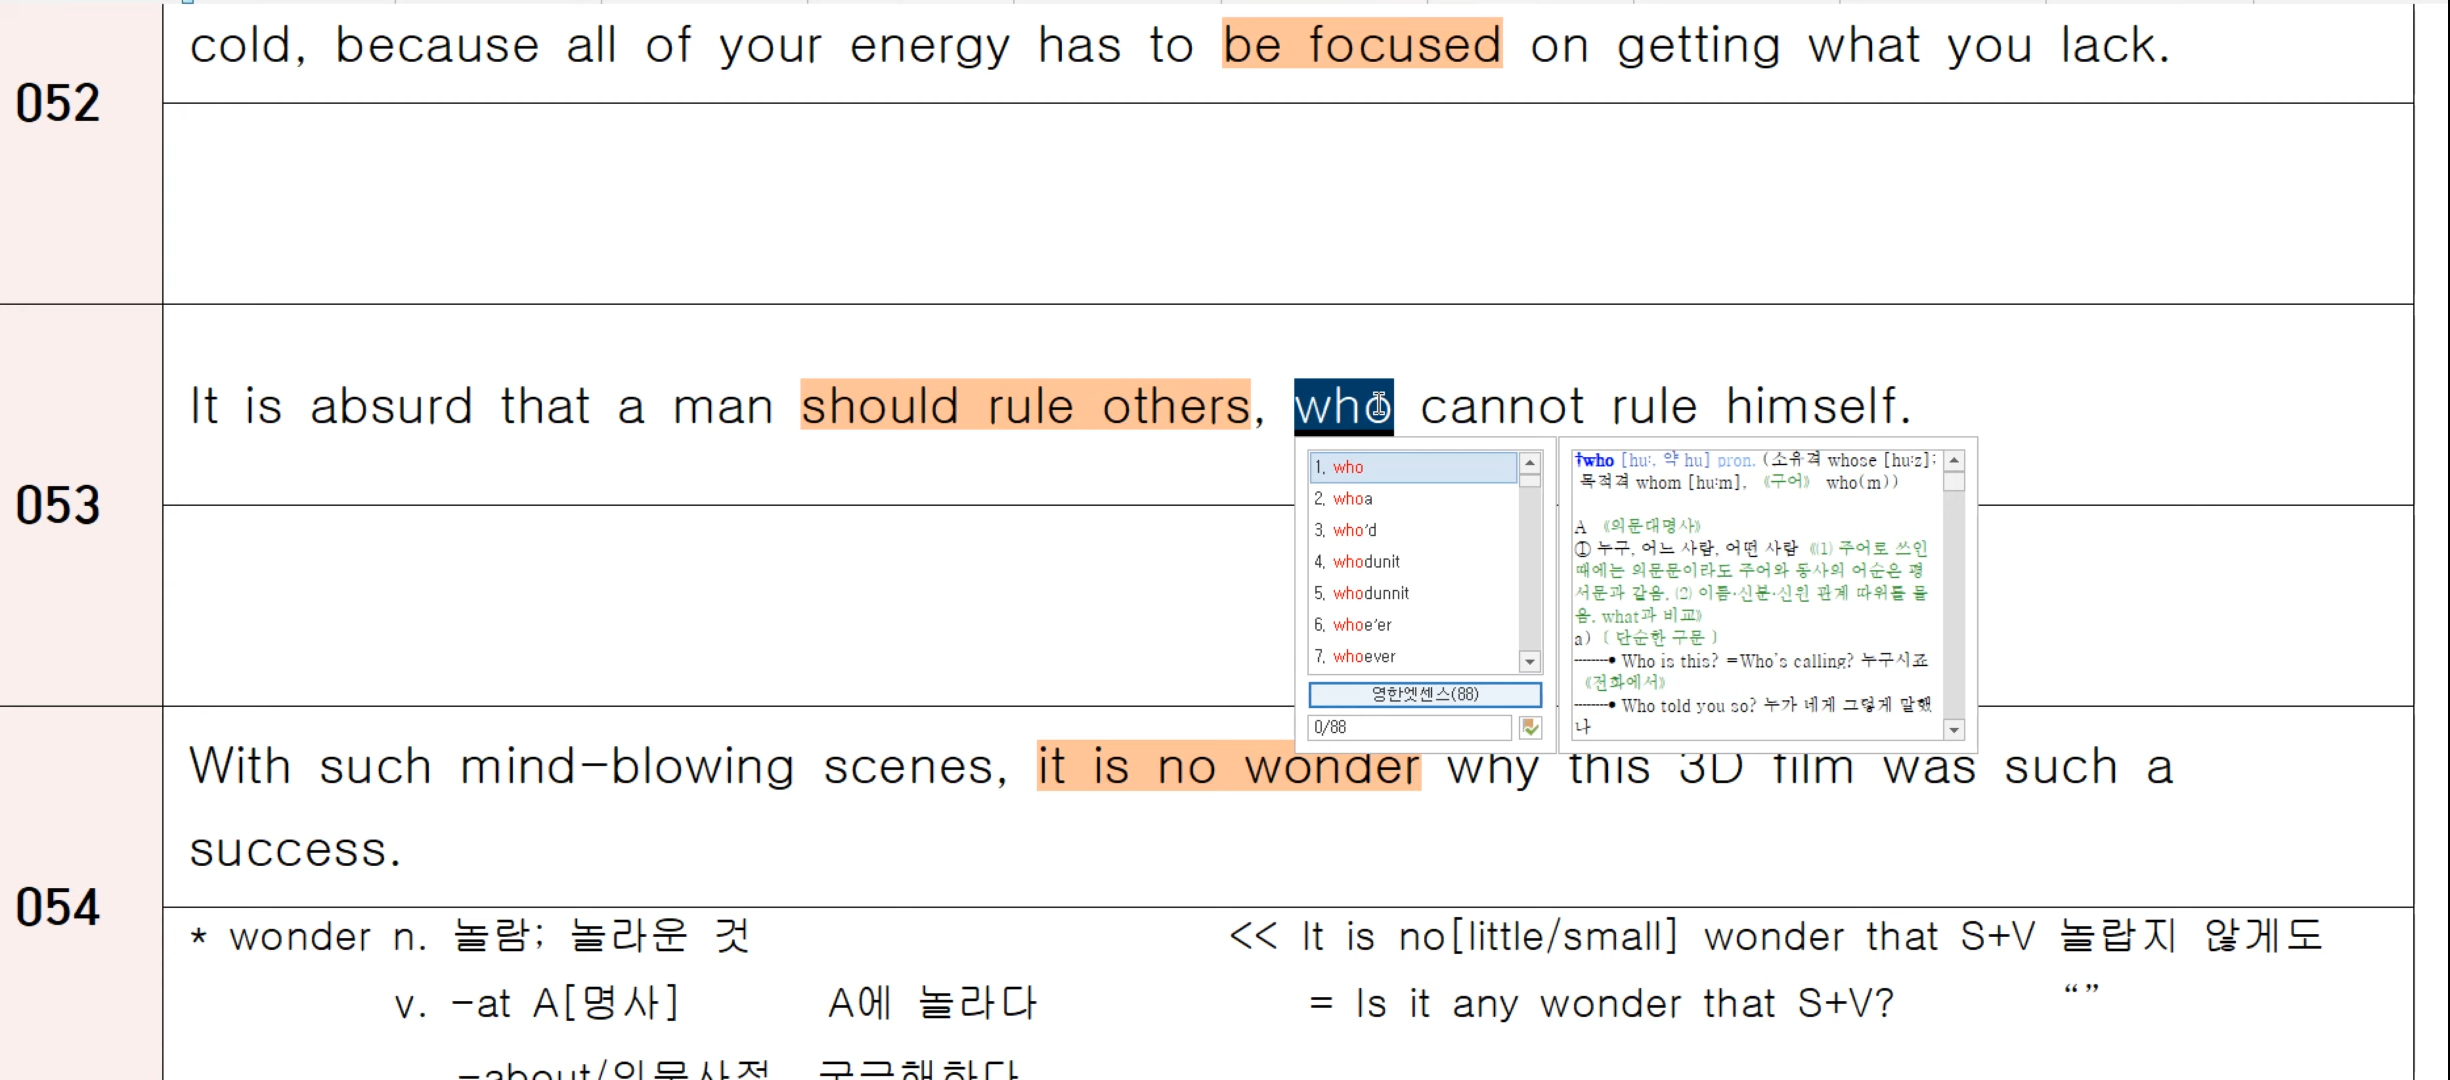 cold, because all of your energy has to be focused on getting what you lack.
052
It is absurd that a man should rule others, who cannot rule himself.
053
1. who
2. whoa
3. who'd
4. whodunit
5. whodunnit
6. whoe'er
7. whoever
영한엣센스(88)
0/88
†who [huː, 약 hu] pron. (소유격 whose [huːz];
목적격 whom [huːm], 《구어》 who(m))
A 《의문대명사》
① 누구, 어느 사람, 어떤 사람 《(1) 주어로 쓰인
때에는 의문문이라도 주어와 동사의 어순은 평
서문과 같음, (2) 이름·신분·신원 관계 따위를 물
음. what과 비교》
a) 〔단순한 구문〕
--------• Who is this? =Who's calling? 누구시죠
《전화에서》
--------• Who told you so? 누가 네게 그렇게 말했
나
With such mind-blowing scenes, it is no wonder why this 3D film was such a
success.
054
* wonder n. 놀람; 놀라운 것 << It is no[little/small] wonder that S+V 놀랍지 않게도
v. -at A[명사] A에 놀라다 = Is it any wonder that S+V? “”
-about/의문사절 궁금해하다